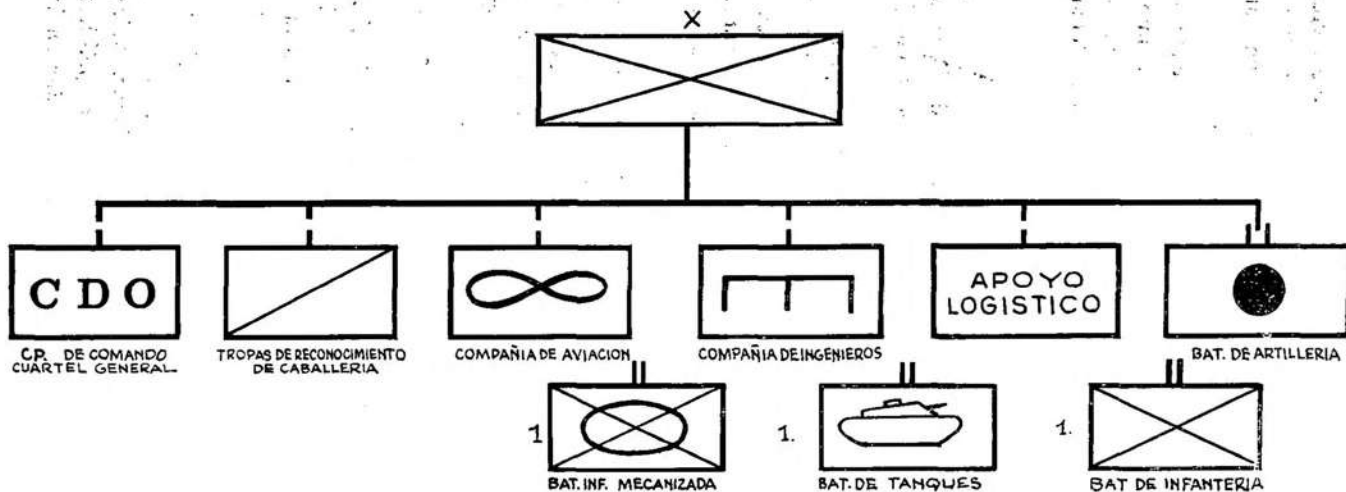 X
CDO
APOYO
LOGISTICO
CP. DE COMANDO
CUARTEL GENERAL
TROPAS DE RECONOCIMIENTO
DE CABALLERIA
COMPAÑIA DE AVIACION
COMPAÑIA DE INGENIEROS
BAT. DE ARTILLERIA
1
1.
1.
BAT. INF. MECANIZADA
BAT. DE TANQUES
BAT DE INFANTERIA